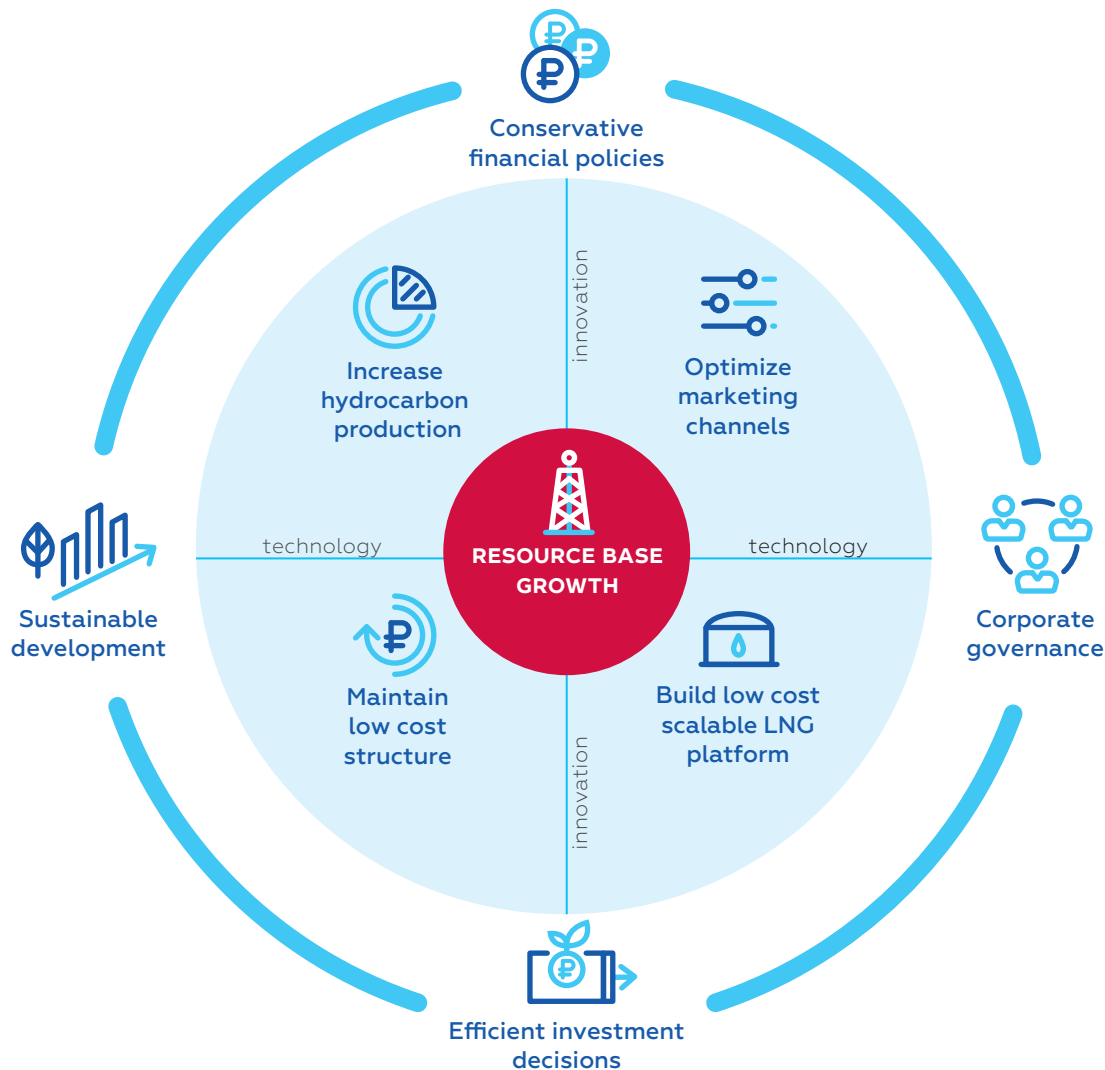 Conservative
financial policies
innovation
Increase
hydrocarbon
production
Optimize
marketing
channels
technology
RESOURCE BASE
GROWTH
technology
Sustainable
development
Corporate
governance
Maintain
low cost
structure
Build low cost
scalable LNG
platform
innovation
Efficient investment
decisions